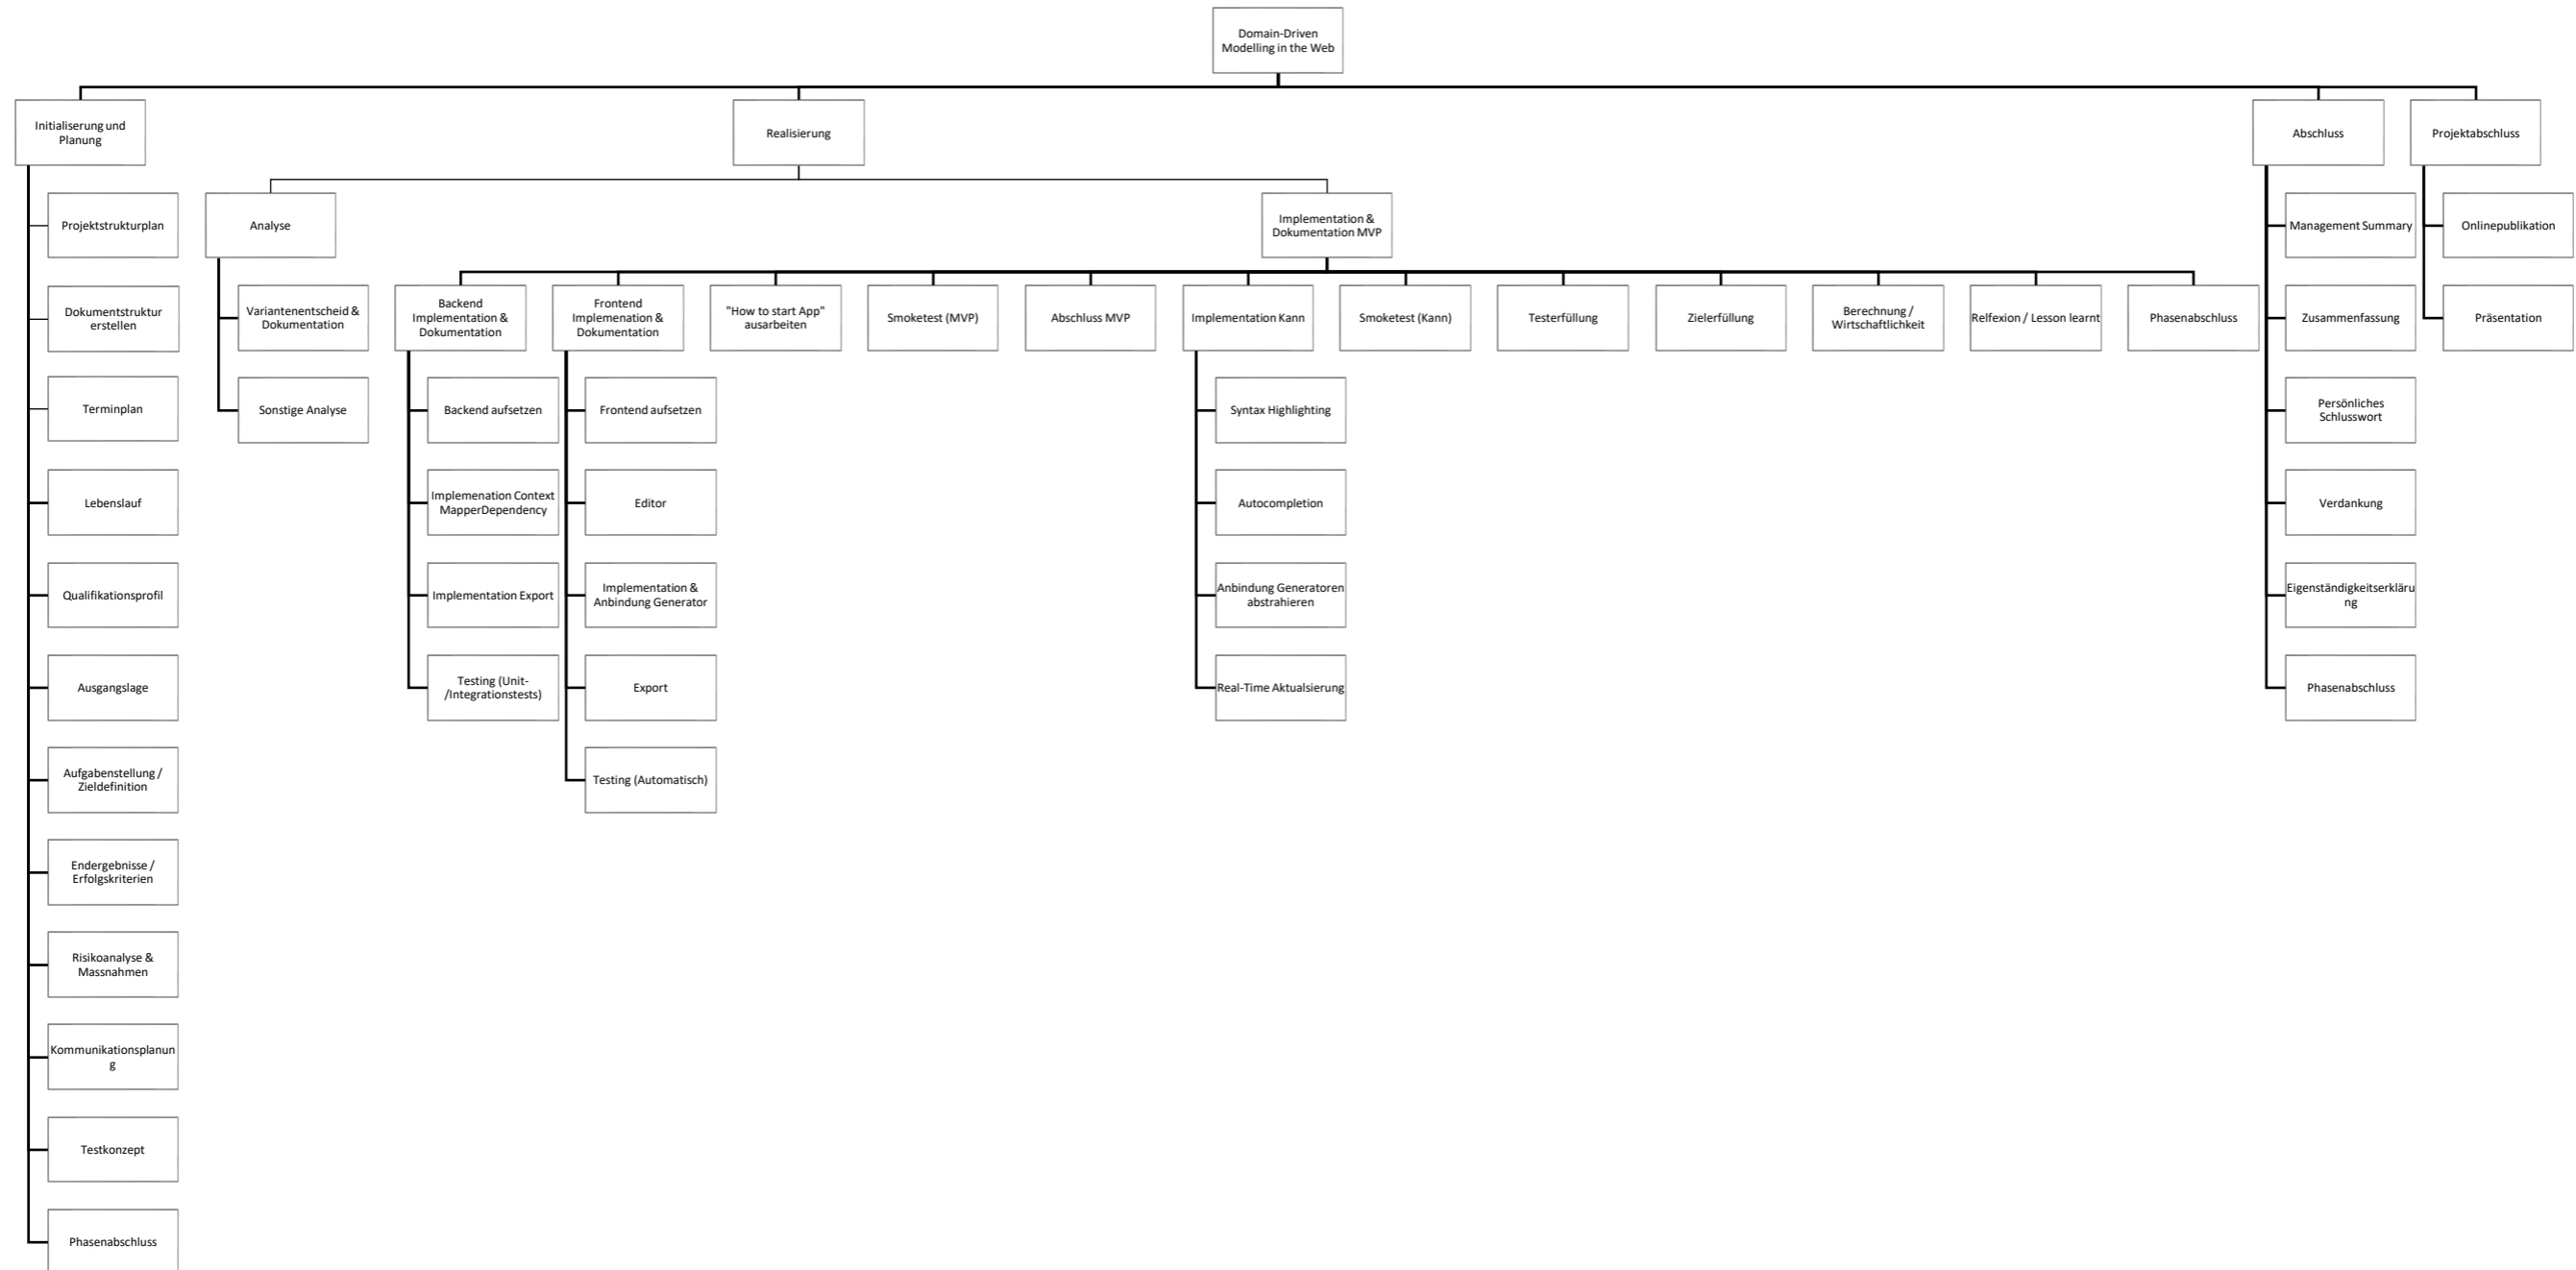 Domain-Driven
Modelling in the Web
Initialiserung und
Planung
Realisierung
Abschluss
Projektabschluss
Projektstrukturplan
Dokumentstruktur
erstellen
Terminplan
Lebenslauf
Qualifikationsprofil
Ausgangslage
Aufgabenstellung /
Zieldefinition
Endergebnisse /
Erfolgskriterien
Risikoanalyse &
Massnahmen
Kommunikationsplanun
g
Testkonzept
Phasenabschluss
Analyse
Variantenentscheid &
Dokumentation
Sonstige Analyse
Implementation &
Dokumentation MVP
Backend
Implementation &
Dokumentation
Backend aufsetzen
Implemenation Context
MapperDependency
Implementation Export
Testing (Unit-
/Integrationstests)
Frontend
Implemenation &
Dokumentation
Frontend aufsetzen
Editor
Implementation &
Anbindung Generator
Export
Testing (Automatisch)
"How to start App"
ausarbeiten
Smoketest (MVP)
Abschluss MVP
Implementation Kann
Syntax Highlighting
Autocompletion
Anbindung Generatoren
abstrahieren
Real-Time Aktualsierung
Smoketest (Kann)
Testerfüllung
Zielerfüllung
Berechnung /
Wirtschaftlichkeit
Relfexion / Lesson learnt
Phasenabschluss
Management Summary
Zusammenfassung
Persönliches
Schlusswort
Verdankung
Eigenständigkeitserkläru
ng
Phasenabschluss
Onlinepublikation
Präsentation